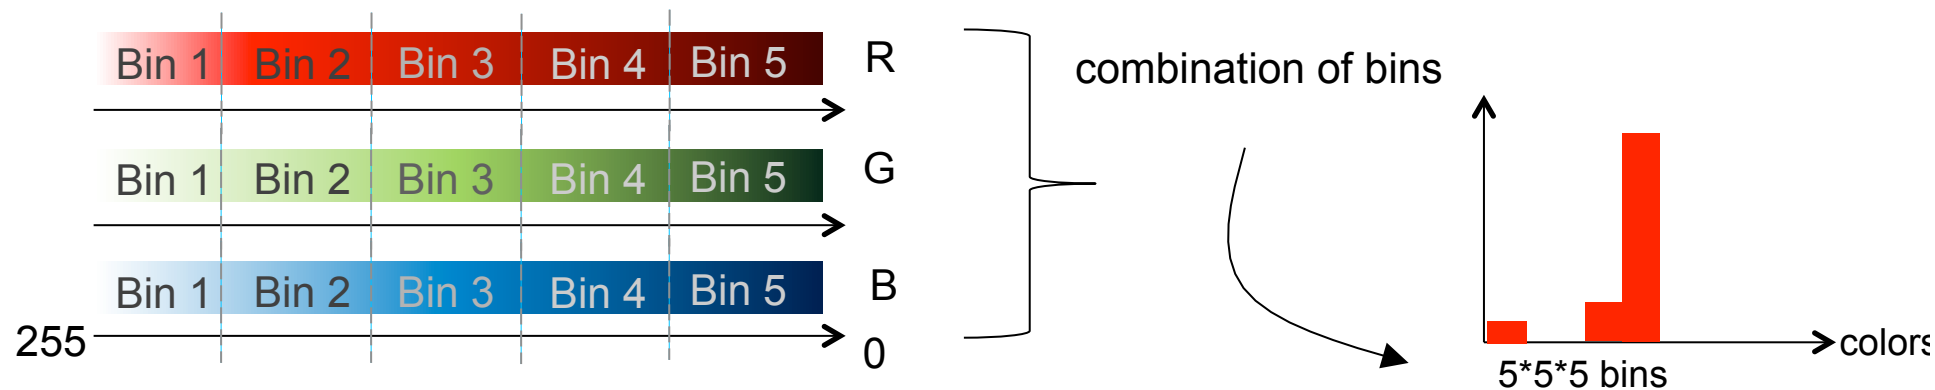 Bin 1 Bin 2 Bin 3 Bin 4 Bin 5 R
Bin 1 Bin 2 Bin 3 Bin 4 Bin 5 G
Bin 1 Bin 2 Bin 3 Bin 4 Bin 5 B
255 0
combination of bins
colors
5*5*5 bins